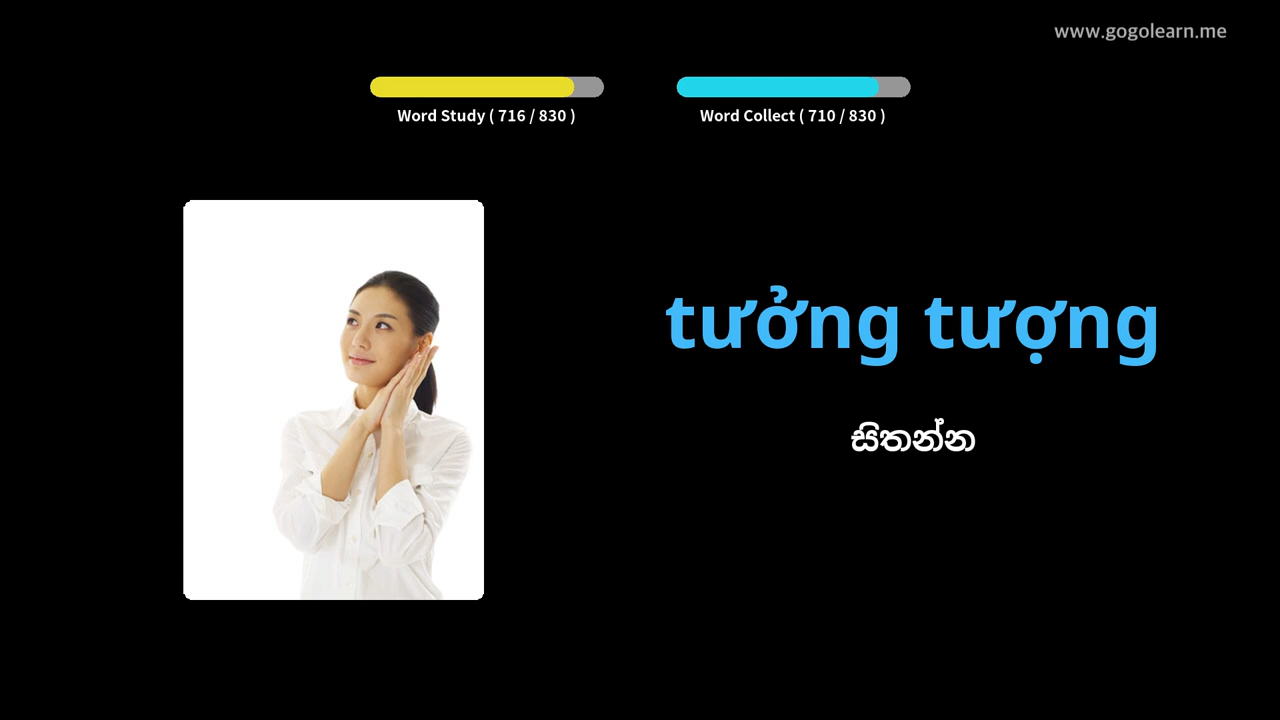 www.gogolearn.me
Word Study ( 716 / 830 )
Word Collect ( 710 / 830 )
tưởng tượng
සිතන්න